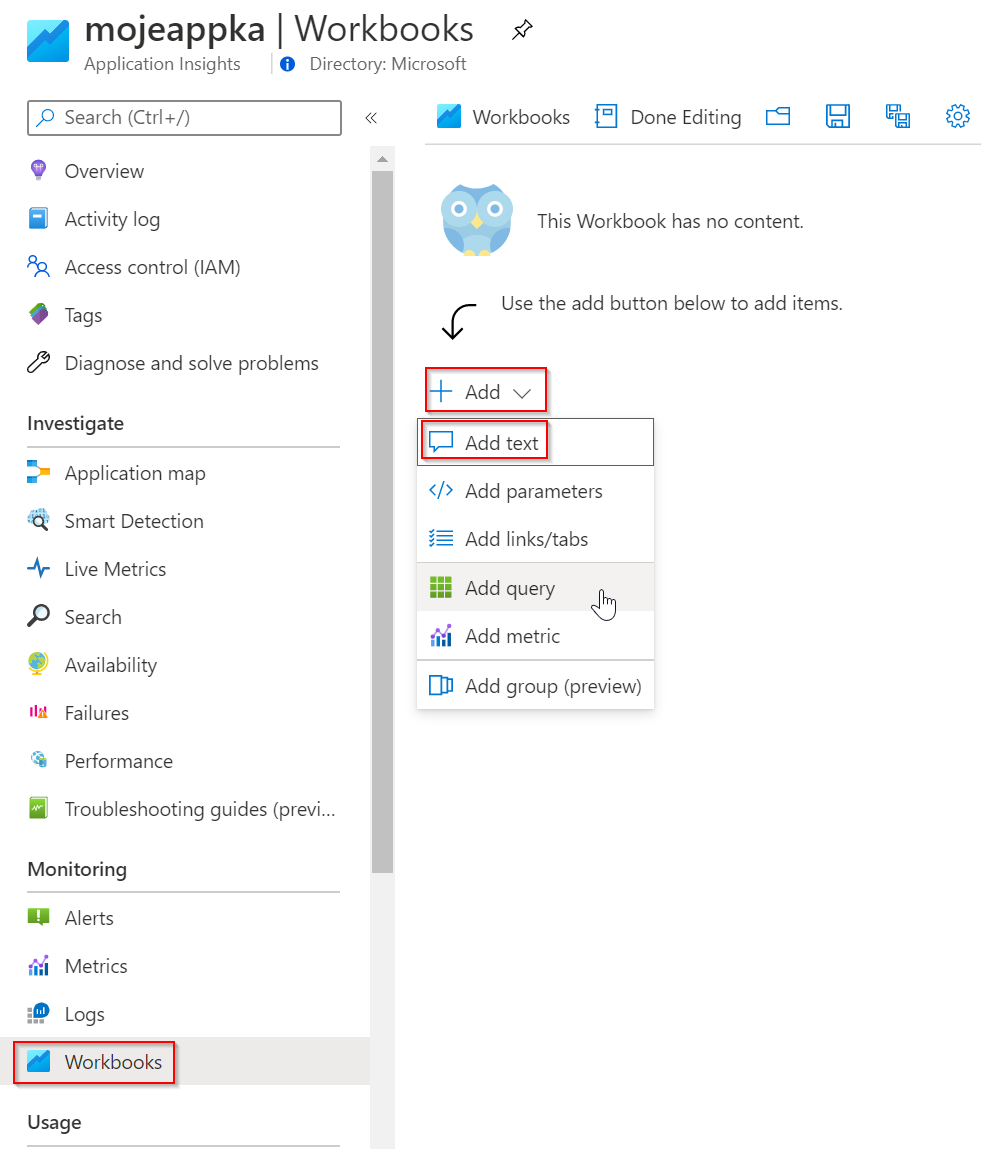 mojeappka | Workbooks
Application Insights
Directory: Microsoft
Search (Ctrl+/)
«
Overview
Activity log
Access control (IAM)
Tags
Diagnose and solve problems
Investigate
Application map
Smart Detection
Live Metrics
Search
Availability
Failures
Performance
Troubleshooting guides (previ...
Monitoring
Alerts
Metrics
Logs
Workbooks
Usage
Workbooks
Done Editing
This Workbook has no content.
Use the add button below to add items.
Add
Add text
Add parameters
Add links/tabs
Add query
Add metric
Add group (preview)